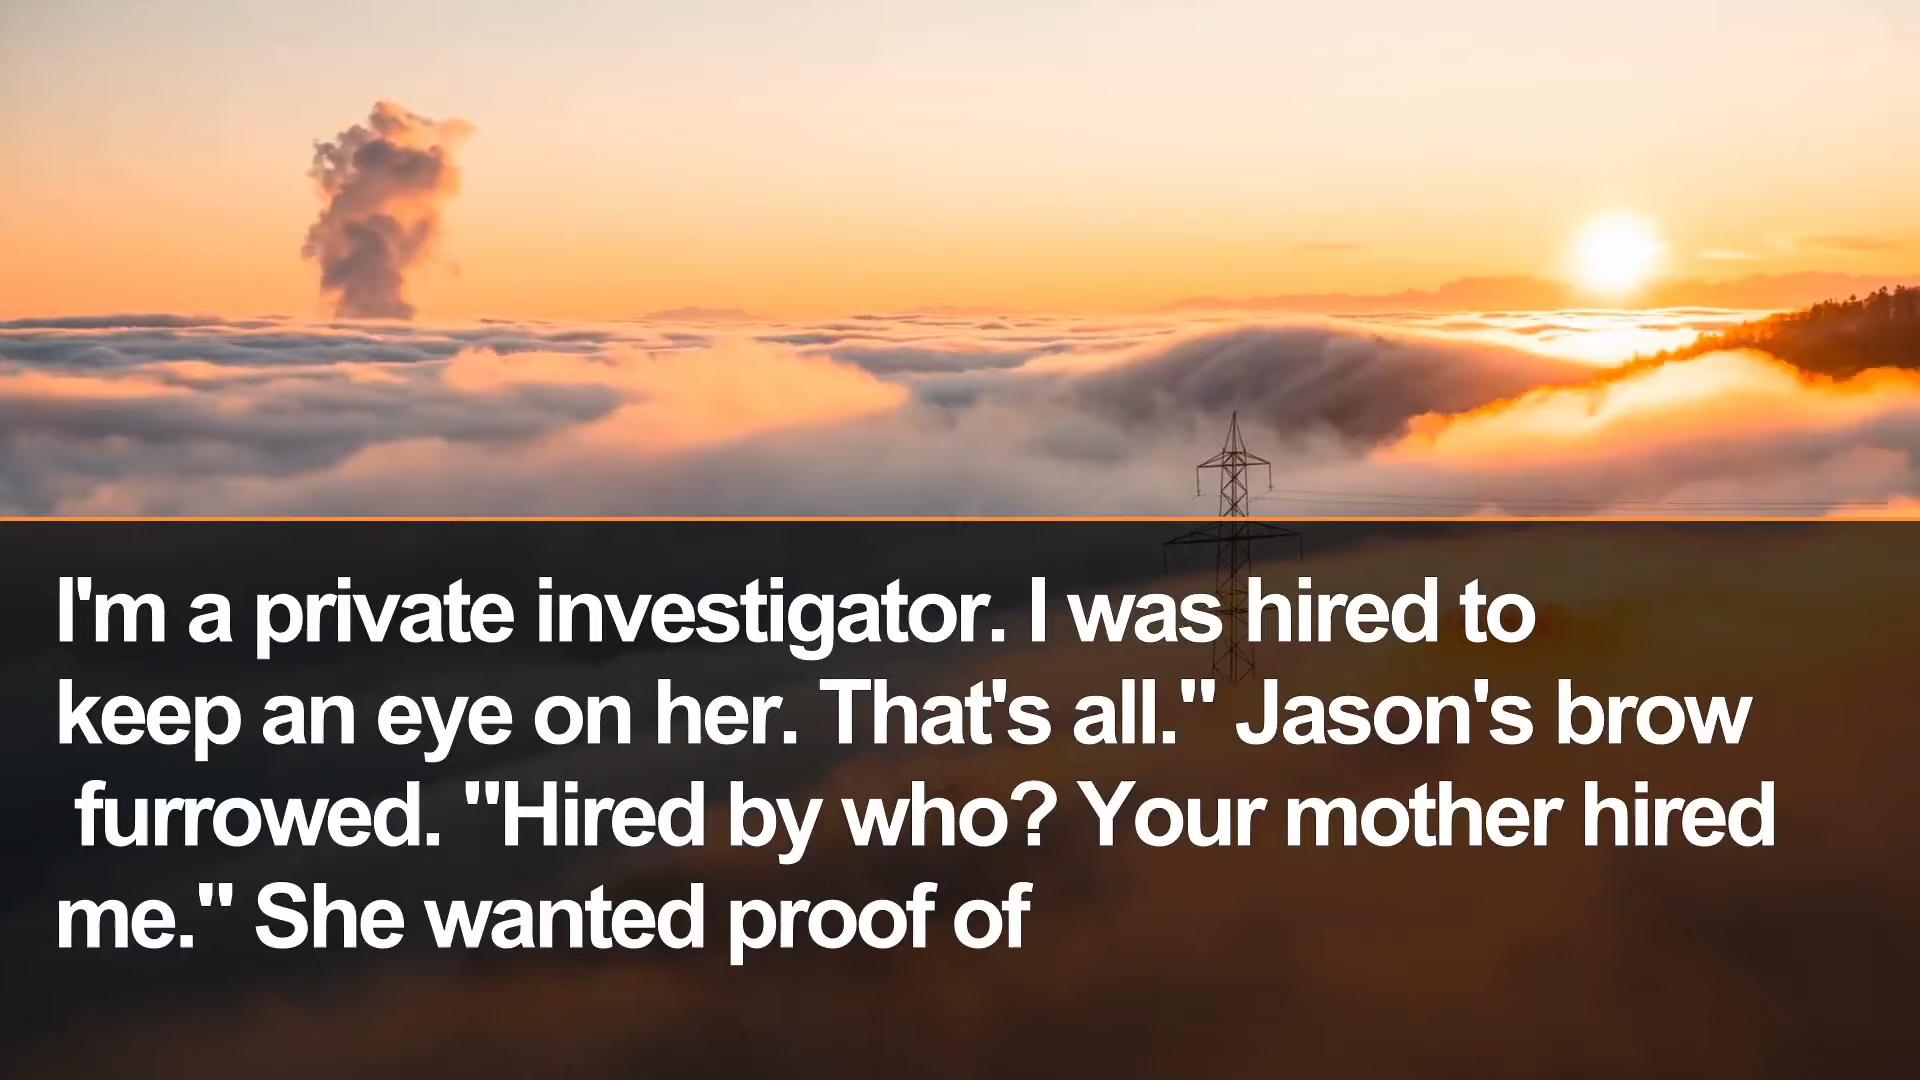 I'm a private investigator. I was hired to
keep an eye on her. That's all." Jason's brow
furrowed. "Hired by who? Your mother hired
me." She wanted proof of